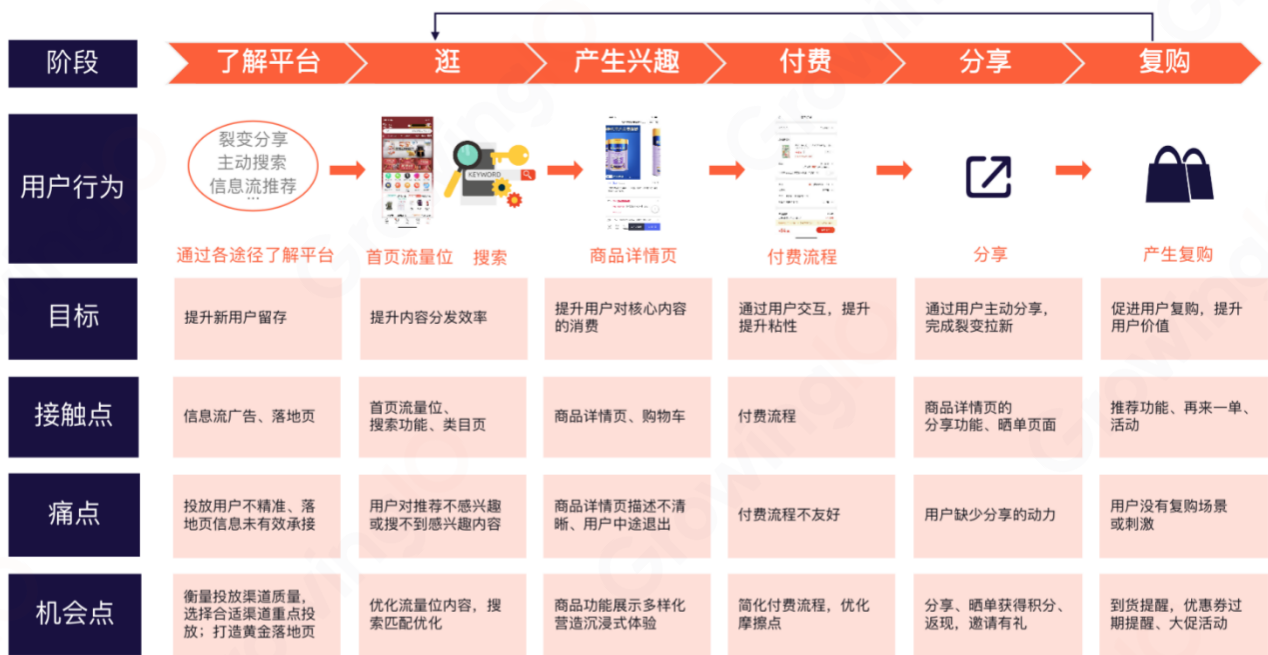 阶段
了解平台
逛
产生兴趣
付费
分享
复购
用户行为
裂变分享
主动搜索
信息流推荐
...
KEYWORD
通过各途径了解平台
首页流量位 搜索
商品详情页
付费流程
分享
产生复购
目标
提升新用户留存
提升内容分发效率
提升用户对核心内容
的消费
通过用户交互，提升
提升粘性
通过用户主动分享，
完成裂变拉新
促进用户复购，提升
用户价值
接触点
信息流广告、落地页
首页流量位、
搜索功能、类目页
商品详情页、购物车
付费流程
商品详情页的
分享功能、晒单页面
推荐功能、再来一单、
活动
痛点
投放用户不精准、落
地页信息未有效承接
用户对推荐不感兴趣
或搜不到感兴趣内容
商品详情页描述不清
晰、用户中途退出
付费流程不友好
用户缺少分享的动力
用户没有复购场景
或刺激
机会点
衡量投放渠道质量，
选择合适渠道重点投
放；打造黄金落地页
优化流量位内容，搜
索匹配优化
商品功能展示多样化
营造沉浸式体验
简化付费流程，优化
摩擦点
分享、晒单获得积分、
返现，邀请有礼
到货提醒，优惠券过
期提醒、大促活动
GrowingIO